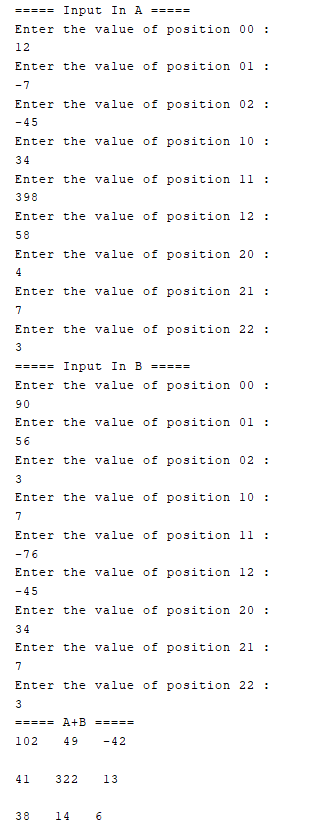 ===== Input In A =====
Enter the value of position 00 :
12
Enter the value of position 01 :
-7
Enter the value of position 02 :
-45
Enter the value of position 10 :
34
Enter the value of position 11 :
398
Enter the value of position 12 :
58
Enter the value of position 20 :
4
Enter the value of position 21 :
7
Enter the value of position 22 :
3
===== Input In B =====
Enter the value of position 00 :
90
Enter the value of position 01 :
56
Enter the value of position 02 :
3
Enter the value of position 10 :
7
Enter the value of position 11 :
-76
Enter the value of position 12 :
-45
Enter the value of position 20 :
34
Enter the value of position 21 :
7
Enter the value of position 22 :
3
===== A+B =====
102   49   -42
41   322   13
38   14   6